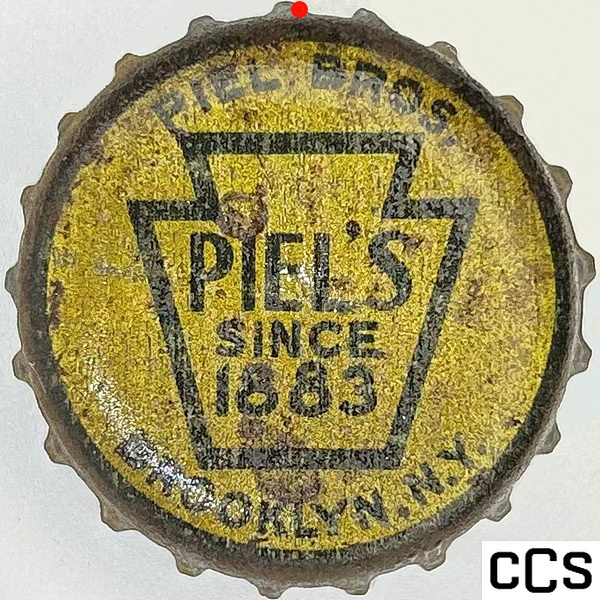 PIEL BROS.
PIEL'S
SINCE
1883
BROOKLYN.N.Y.
CCS